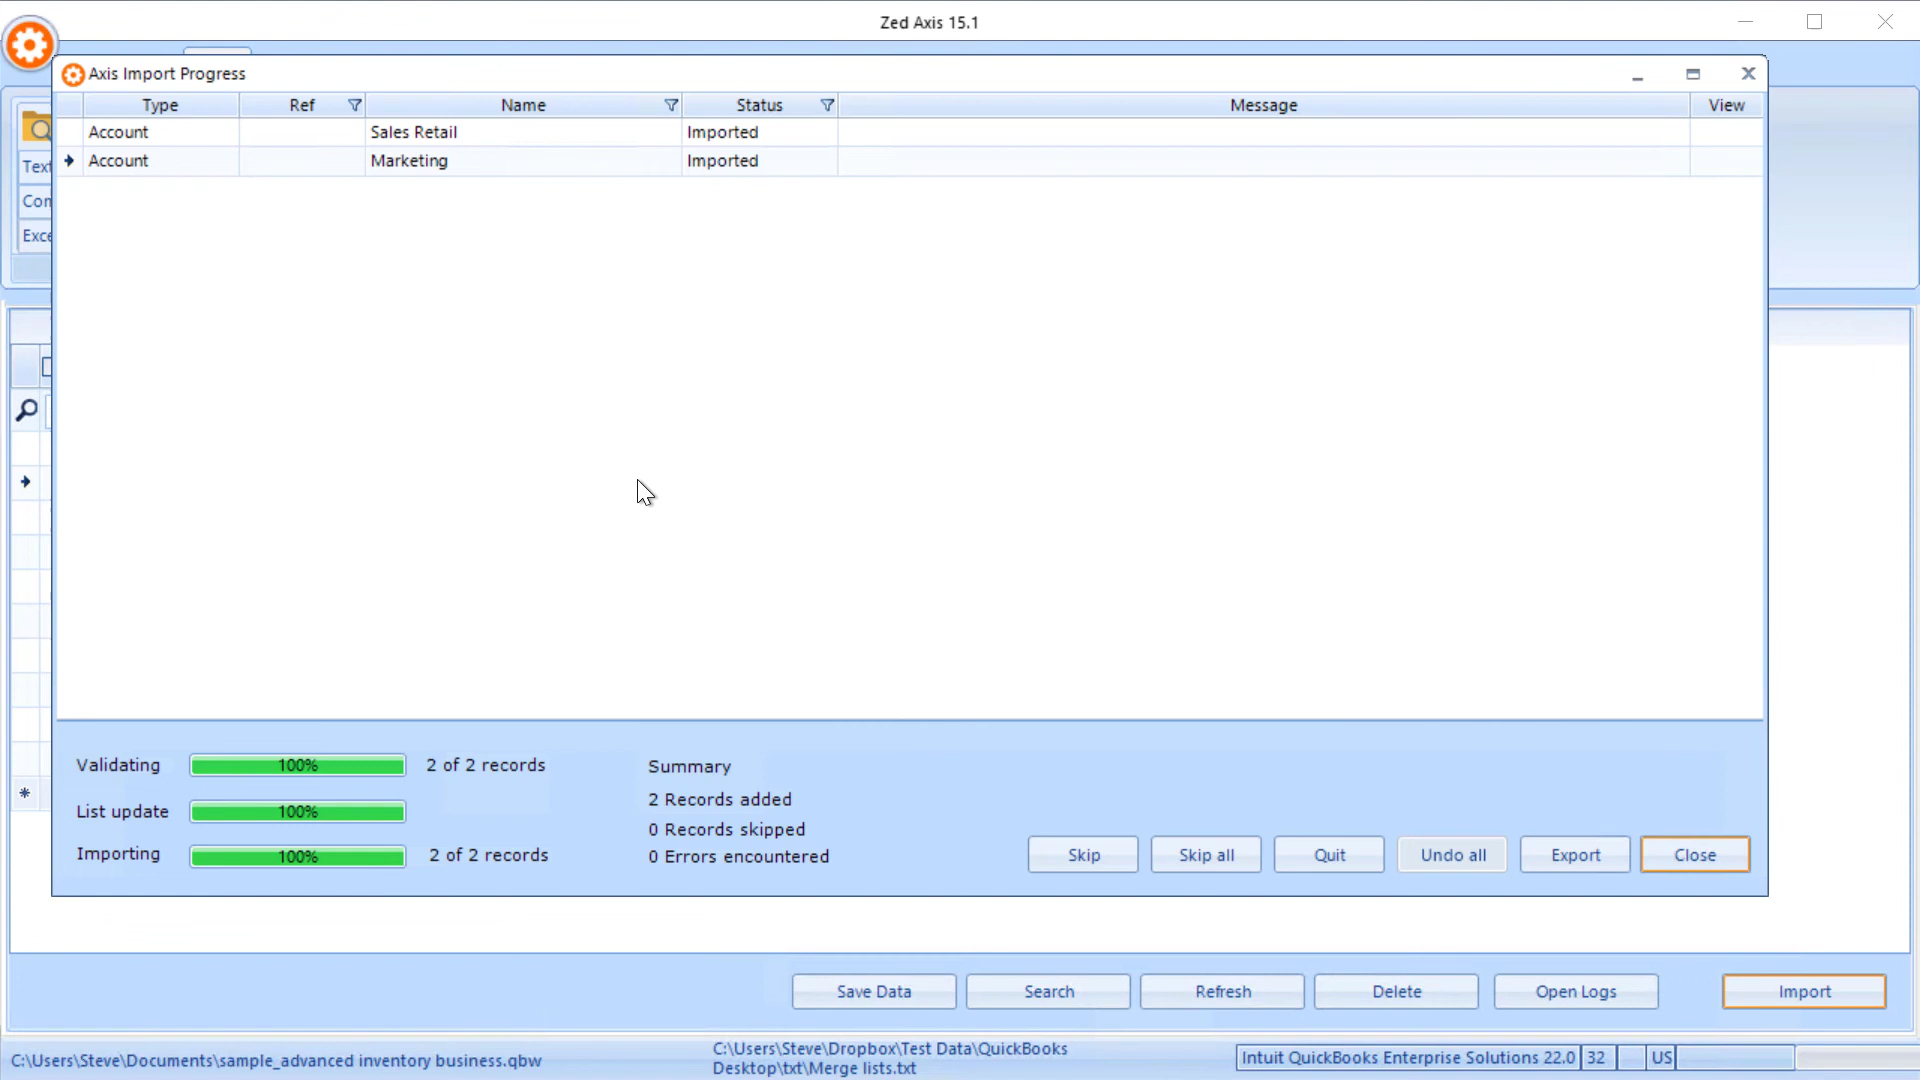 Zed Axis 15.1
Axis Import Progress
Type Ref Name Status Message View
Account Sales Retail Imported
Account Marketing Imported
Text
Con
Exce
Validating 100% 2 of 2 records
List update 100%
Importing 100% 2 of 2 records
Summary
2 Records added
0 Records skipped
0 Errors encountered
Skip Skip all Quit Undo all Export Close
Save Data Search Refresh Delete Open Logs Import
C:\Users\Steve\Documents\sample_advanced inventory business.qbw
C:\Users\Steve\Dropbox\Test Data\QuickBooks
Desktop\txt\Merge lists.txt
Intuit QuickBooks Enterprise Solutions 22.0 32 US